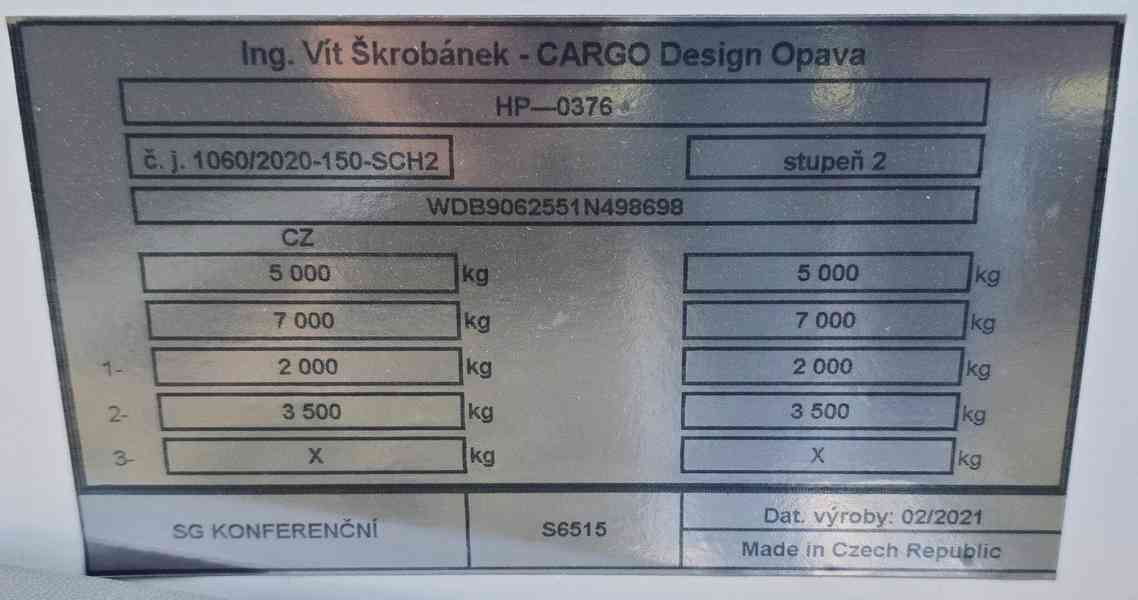 Ing. Vít Škrobánek - CARGO Design Opava
HP—0376
č. j. 1060/2020-150-SCH2 stupeň 2
WDB9062551N498698
CZ
5 000 kg 5 000 kg
7 000 kg 7 000 kg
1- 2 000 kg 2 000 kg
2- 3 500 kg 3 500 kg
3- X kg X kg
SG KONFERENČNÍ S6515 Dat. výroby: 02/2021
Made in Czech Republic